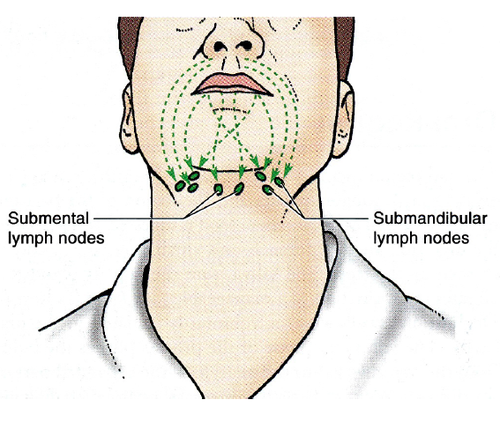 Submental
lymph nodes
Submandibular
lymph nodes